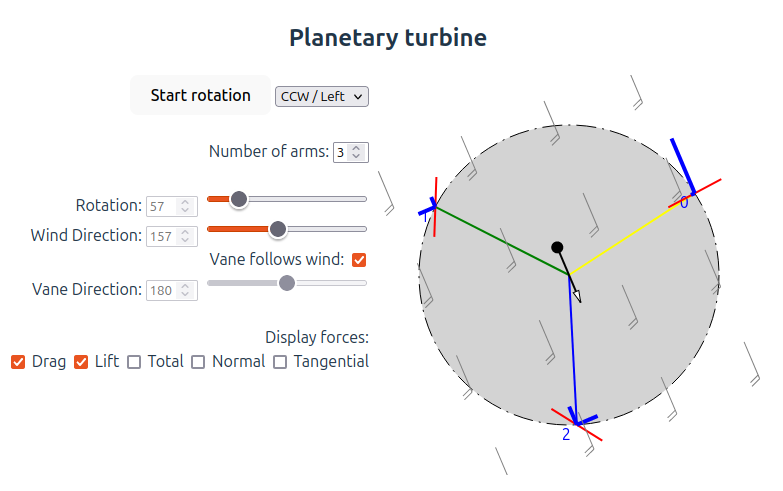 Planetary turbine
Start rotation
CCW / Left
Number of arms: 3
Rotation: 57
Wind Direction: 157
Vane follows wind:
Vane Direction: 180
Display forces:
Drag Lift Total Normal Tangential
0
1
2